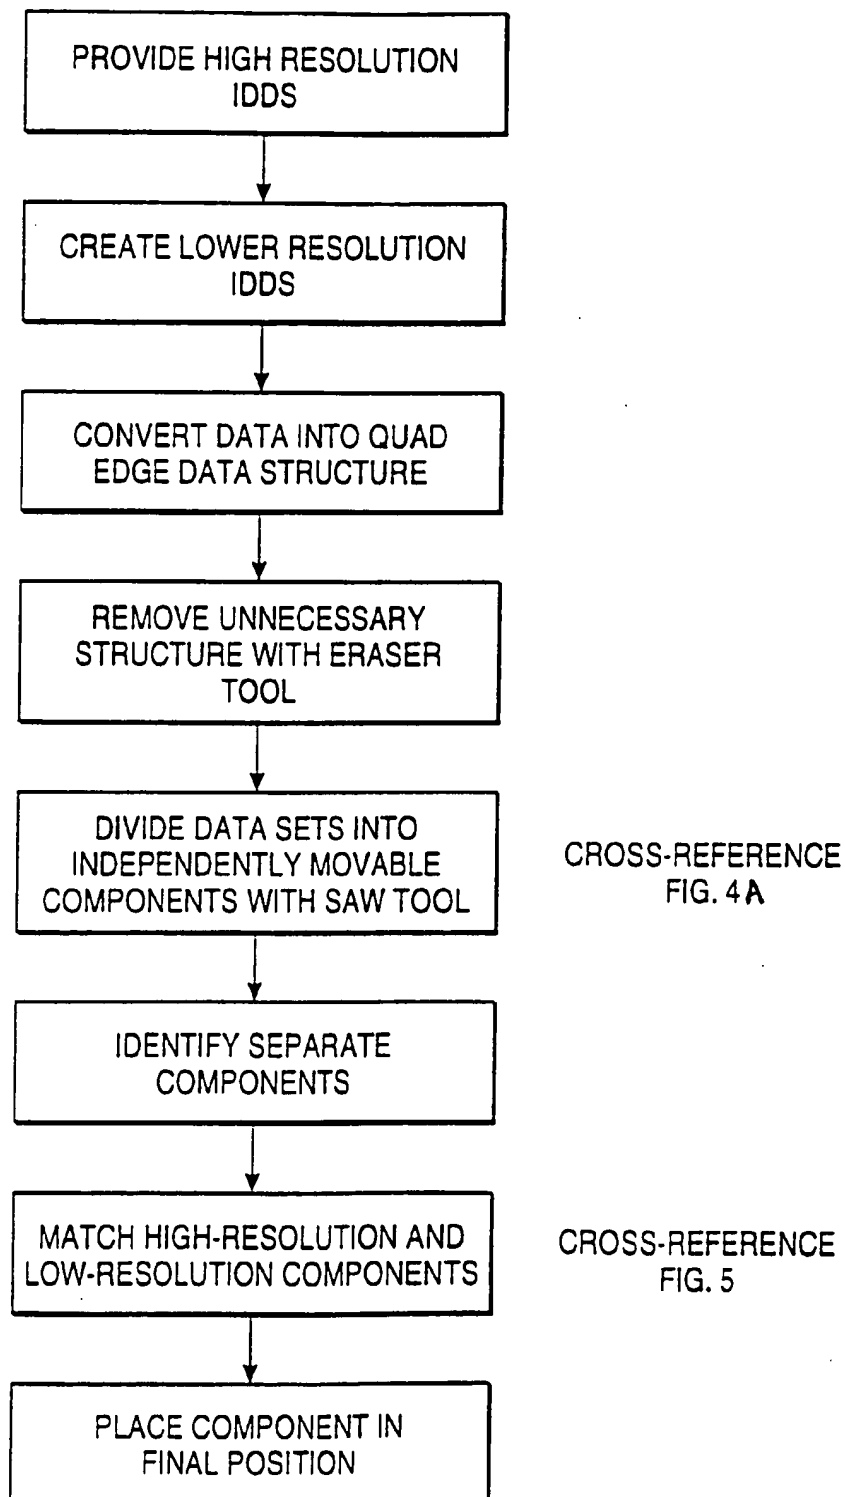 PROVIDE HIGH RESOLUTION
IDDS
CREATE LOWER RESOLUTION
IDDS
CONVERT DATA INTO QUAD
EDGE DATA STRUCTURE
REMOVE UNNECESSARY
STRUCTURE WITH ERASER
TOOL
DIVIDE DATA SETS INTO
INDEPENDENTLY MOVABLE
COMPONENTS WITH SAW TOOL
CROSS-REFERENCE
FIG. 4A
IDENTIFY SEPARATE
COMPONENTS
MATCH HIGH-RESOLUTION AND
LOW-RESOLUTION COMPONENTS
CROSS-REFERENCE
FIG. 5
PLACE COMPONENT IN
FINAL POSITION